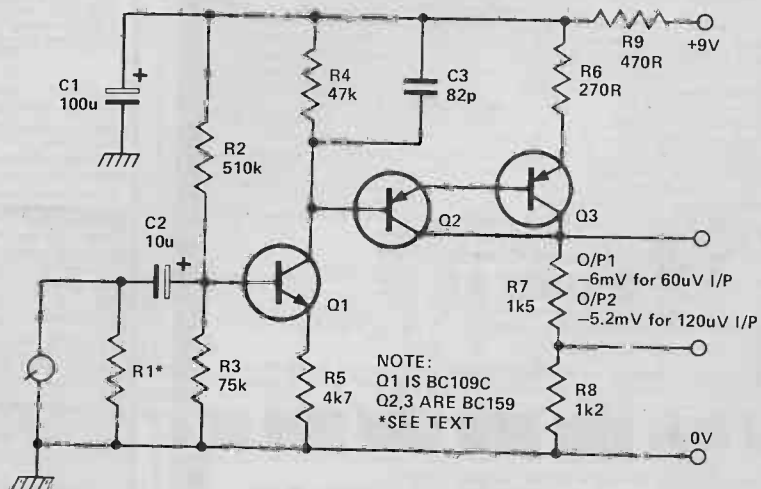 R9
470R
+9V
C1
100u
+
R4
47k
C3
82p
R6
270R
R2
510k
C2
10u
+
Q2
Q3
Q1
R1*
R3
75k
R5
4k7
NOTE:
Q1 IS BC109C
Q2,3 ARE BC159
*SEE TEXT
R7
1k5
O/P1
–6mV for 60uV I/P
O/P2
–5.2mV for 120uV I/P
R8
1k2
0V